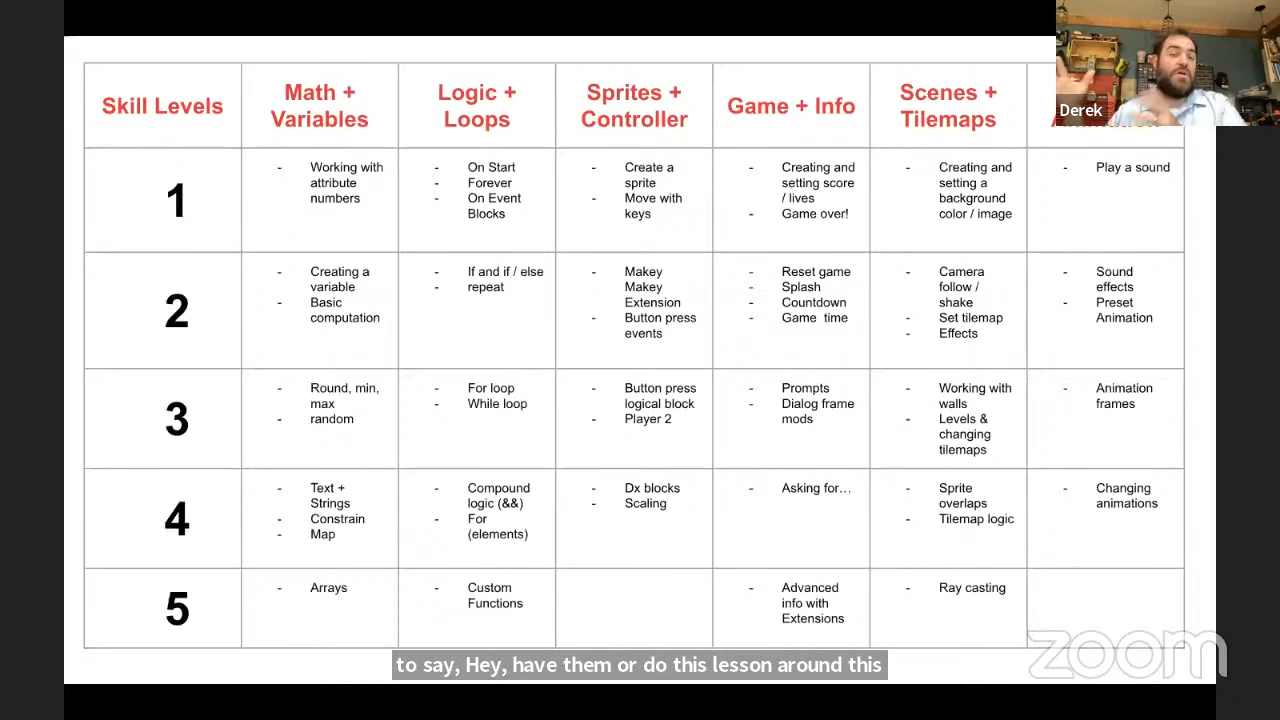 Skill Levels
Math +
Variables
Logic +
Loops
Sprites +
Controller
Game + Info
Scenes +
Tilemaps
Derek
1
- Working with
attribute
numbers
- On Start
- Forever
- On Event
Blocks
- Create a
sprite
- Move with
keys
- Creating and
setting score
/ lives
- Game over!
- Creating and
setting a
background
color / image
- Play a sound
2
- Creating a
variable
- Basic
computation
- If and if / else
- repeat
- Makey
Makey
Extension
- Button press
events
- Reset game
- Splash
- Countdown
- Game time
- Camera
follow /
shake
- Set tilemap
- Effects
- Sound
effects
- Preset
Animation
3
- Round, min,
max
- random
- For loop
- While loop
- Button press
logical block
- Player 2
- Prompts
- Dialog frame
mods
- Working with
walls
- Levels &
changing
tilemaps
- Animation
frames
4
- Text +
Strings
- Constrain
- Map
- Compound
logic (&&)
- For
(elements)
- Dx blocks
- Scaling
- Asking for…
- Sprite
overlaps
- Tilemap logic
- Changing
animations
5
- Arrays
- Custom
Functions
- Advanced
info with
Extensions
- Ray casting
to say, Hey, have them or do this lesson around this
zoom